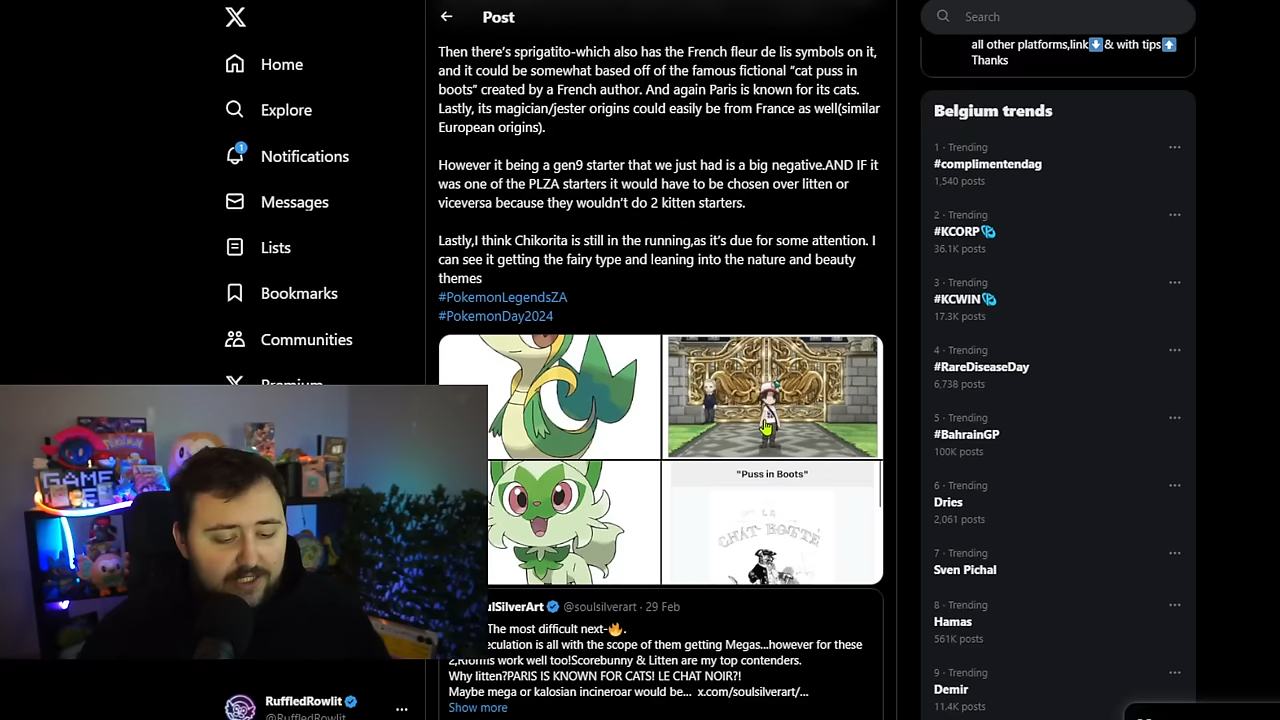 Home
Explore
1
Notifications
Messages
Lists
Bookmarks
Communities
Premium
RuffledRowlit
@RuffledRowlit
Post
Then there's sprigatito-which also has the French fleur de lis symbols on it,
and it could be somewhat based off of the famous fictional "cat puss in
boots" created by a French author. And again Paris is known for its cats.
Lastly, its magician/jester origins could easily be from France as well(similar
European origins).
However it being a gen9 starter that we just had is a big negative.AND IF it
was one of the PLZA starters it would have to be chosen over litten or
viceversa because they wouldn't do 2 kitten starters.
Lastly,I think Chikorita is still in the running,as it's due for some attention. I
can see it getting the fairy type and leaning into the nature and beauty
themes
#PokemonLegendsZA
#PokemonDay2024
"Puss in Boots"
LA
CHAT BOTTÉ
ulSilverArt @soulsilverart · 29 Feb
The most difficult next-🔥.
eculation is all with the scope of them getting Megas...however for these
2,R forms work well too!Scorebunny & Litten are my top contenders.
Why litten?PARIS IS KNOWN FOR CATS! LE CHAT NOIR?!
Maybe mega or kalosian incineroar would be... x.com/soulsilverart/...
Show more
GAME
Search
all other platforms,link⬇️& with tips⬆️
Thanks
Belgium trends
1 · Trending
#complimentendag
1,540 posts
2 · Trending
#KCORP
36.1K posts
3 · Trending
#KCWIN
17.3K posts
4 · Trending
#RareDiseaseDay
6,738 posts
5 · Trending
#BahrainGP
100K posts
6 · Trending
Dries
2,061 posts
7 · Trending
Sven Pichal
8 · Trending
Hamas
561K posts
9 · Trending
Demir
11.4K posts